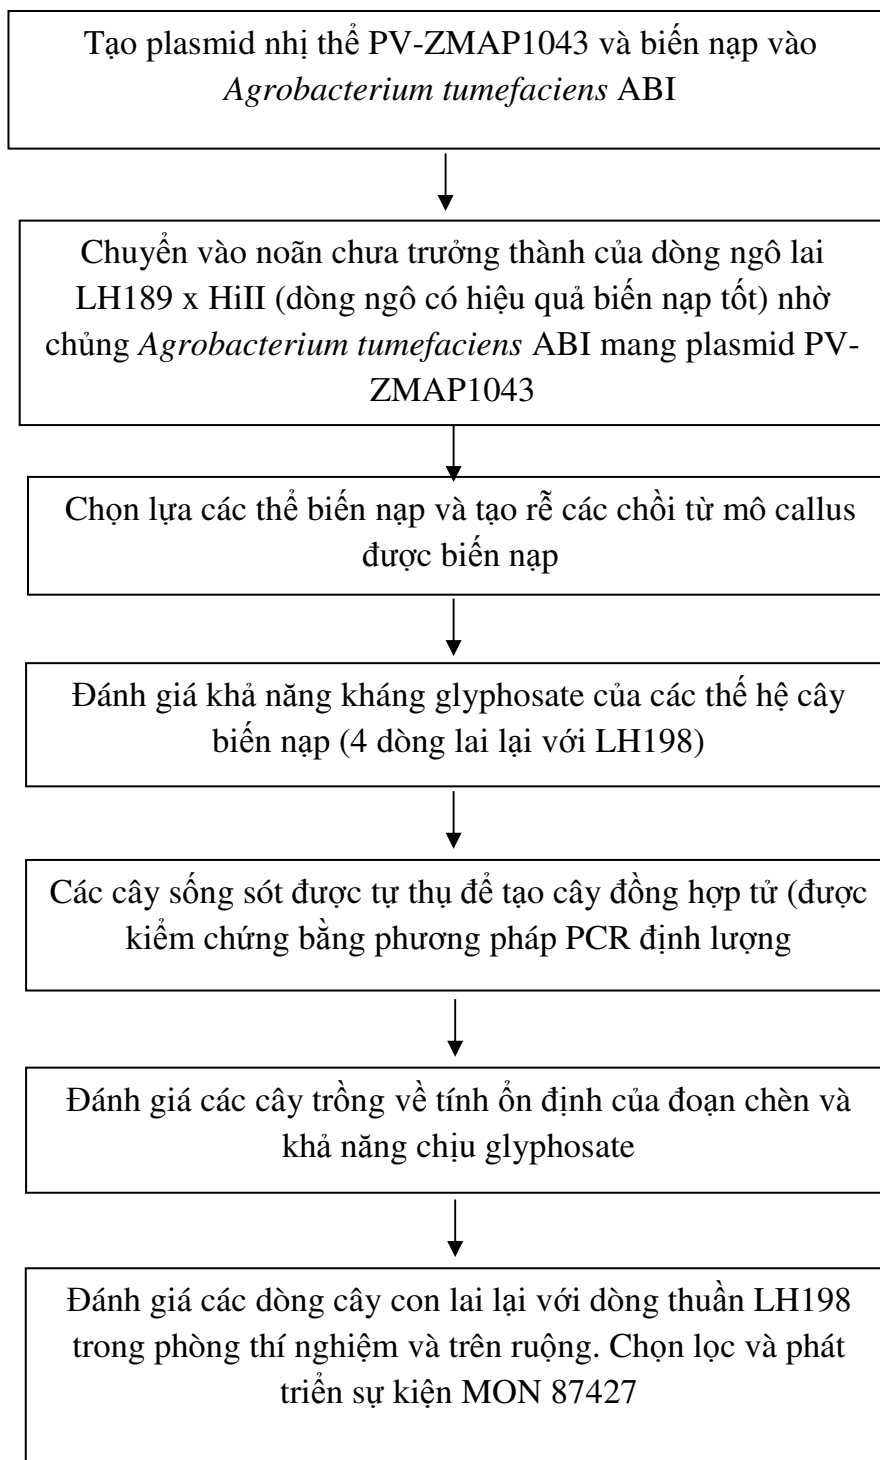 Tạo plasmid nhị thể PV-ZMAP1043 và biến nạp vào
Agrobacterium tumefaciens ABI
Chuyển vào noãn chưa trưởng thành của dòng ngô lai
LH189 x HiII (dòng ngô có hiệu quả biến nạp tốt) nhờ
chủng Agrobacterium tumefaciens ABI mang plasmid PV-
ZMAP1043
Chọn lựa các thể biến nạp và tạo rễ các chồi từ mô callus
được biến nạp
Đánh giá khả năng kháng glyphosate của các thế hệ cây
biến nạp (4 dòng lai lại với LH198)
Các cây sống sót được tự thụ để tạo cây đồng hợp tử (được
kiểm chứng bằng phương pháp PCR định lượng
Đánh giá các cây trồng về tính ổn định của đoạn chèn và
khả năng chịu glyphosate
Đánh giá các dòng cây con lai lại với dòng thuần LH198
trong phòng thí nghiệm và trên ruộng. Chọn lọc và phát
triển sự kiện MON 87427